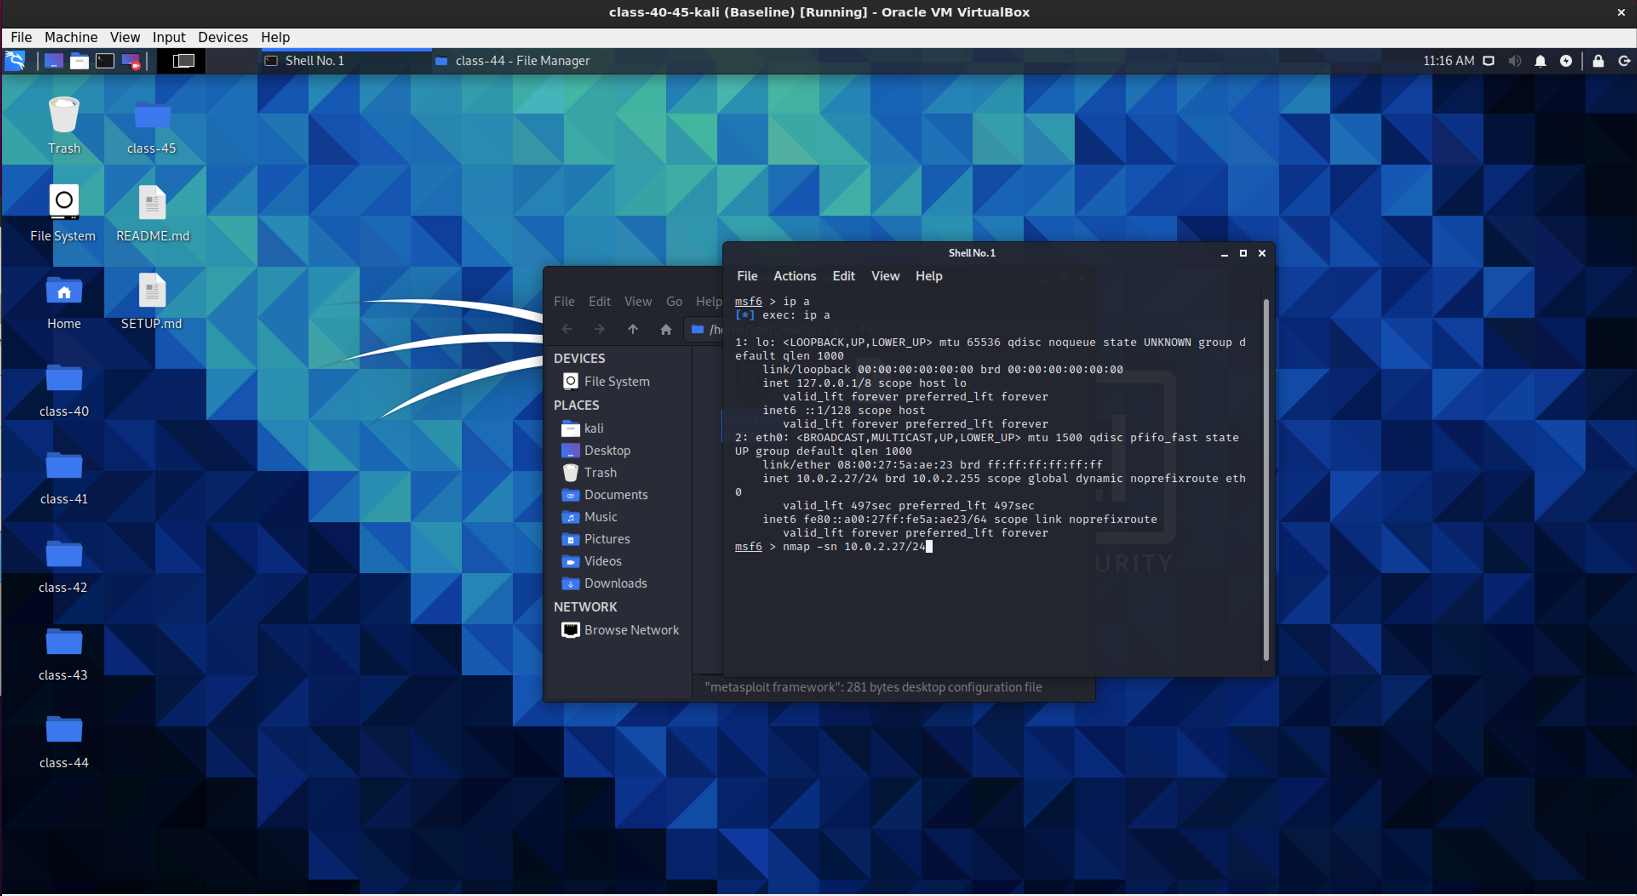 class-40-45-kali (Baseline) [Running] - Oracle VM VirtualBox
File Machine View Input Devices Help
Shell No. 1
class-44 - File Manager
11:16 AM
Trash
class-45
File System
README.md
Home
SETUP.md
class-40
class-41
class-42
class-43
class-44
File Edit View Go Help
DEVICES
File System
PLACES
kali
Desktop
Trash
Documents
Music
Pictures
Videos
Downloads
NETWORK
Browse Network
"metasploit framework": 281 bytes desktop configuration file
Shell No. 1
File Actions Edit View Help
msf6 > ip a
[*] exec: ip a
1: lo: <LOOPBACK,UP,LOWER_UP> mtu 65536 qdisc noqueue state UNKNOWN group d
efault qlen 1000
link/loopback 00:00:00:00:00:00 brd 00:00:00:00:00:00
inet 127.0.0.1/8 scope host lo
valid_lft forever preferred_lft forever
inet6 ::1/128 scope host
valid_lft forever preferred_lft forever
2: eth0: <BROADCAST,MULTICAST,UP,LOWER_UP> mtu 1500 qdisc pfifo_fast state
UP group default qlen 1000
link/ether 08:00:27:5a:ae:23 brd ff:ff:ff:ff:ff:ff
inet 10.0.2.27/24 brd 10.0.2.255 scope global dynamic noprefixroute eth
0
valid_lft 497sec preferred_lft 497sec
inet6 fe80::a00:27ff:fe5a:ae23/64 scope link noprefixroute
valid_lft forever preferred_lft forever
msf6 > nmap -sn 10.0.2.27/24
URITY